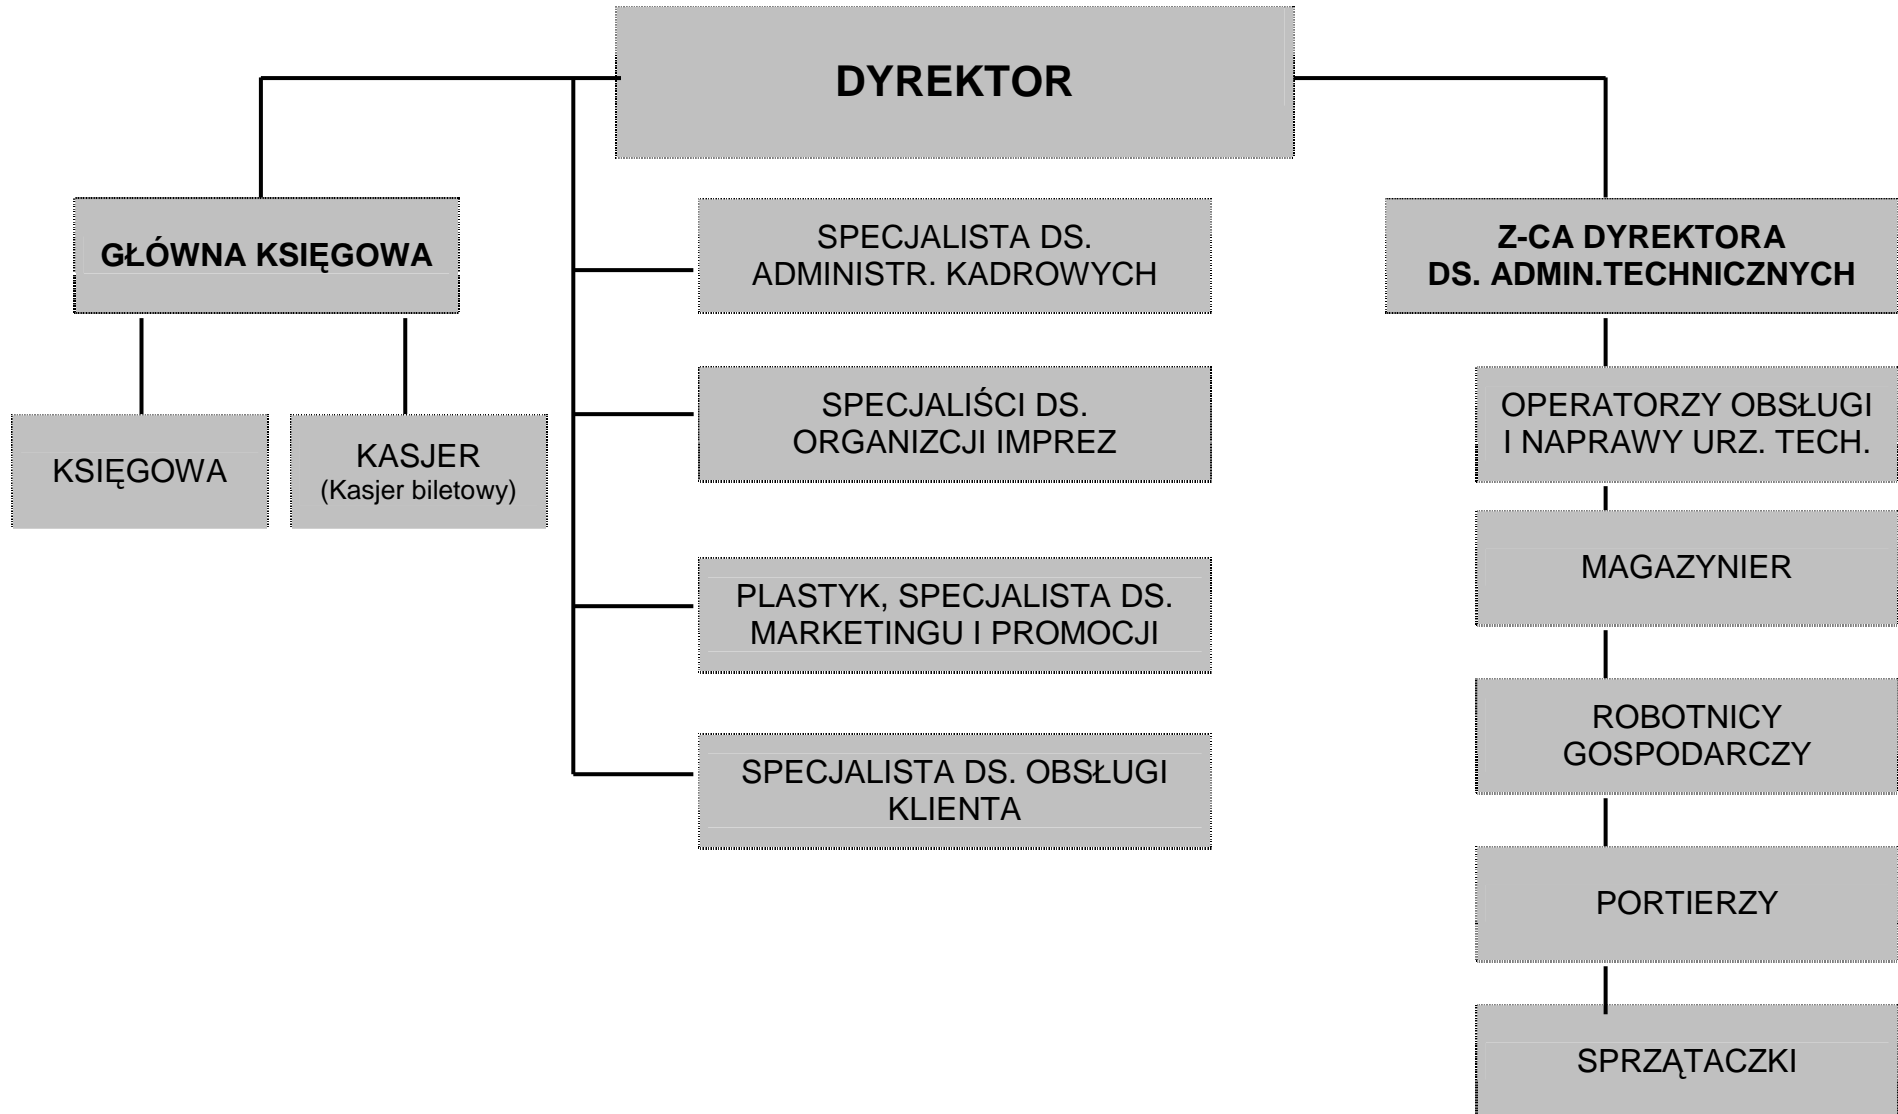 DYREKTOR
GŁÓWNA KSIĘGOWA
KSIĘGOWA
KASJER
(Kasjer biletowy)
SPECJALISTA DS.
ADMINISTR. KADROWYCH
SPECJALIŚCI DS.
ORGANIZCJI IMPREZ
PLASTYK, SPECJALISTA DS.
MARKETINGU I PROMOCJI
SPECJALISTA DS. OBSŁUGI
KLIENTA
Z-CA DYREKTORA
DS. ADMIN.TECHNICZNYCH
OPERATORZY OBSŁUGI
I NAPRAWY URZ. TECH.
MAGAZYNIER
ROBOTNICY
GOSPODARCZY
PORTIERZY
SPRZĄTACZKI